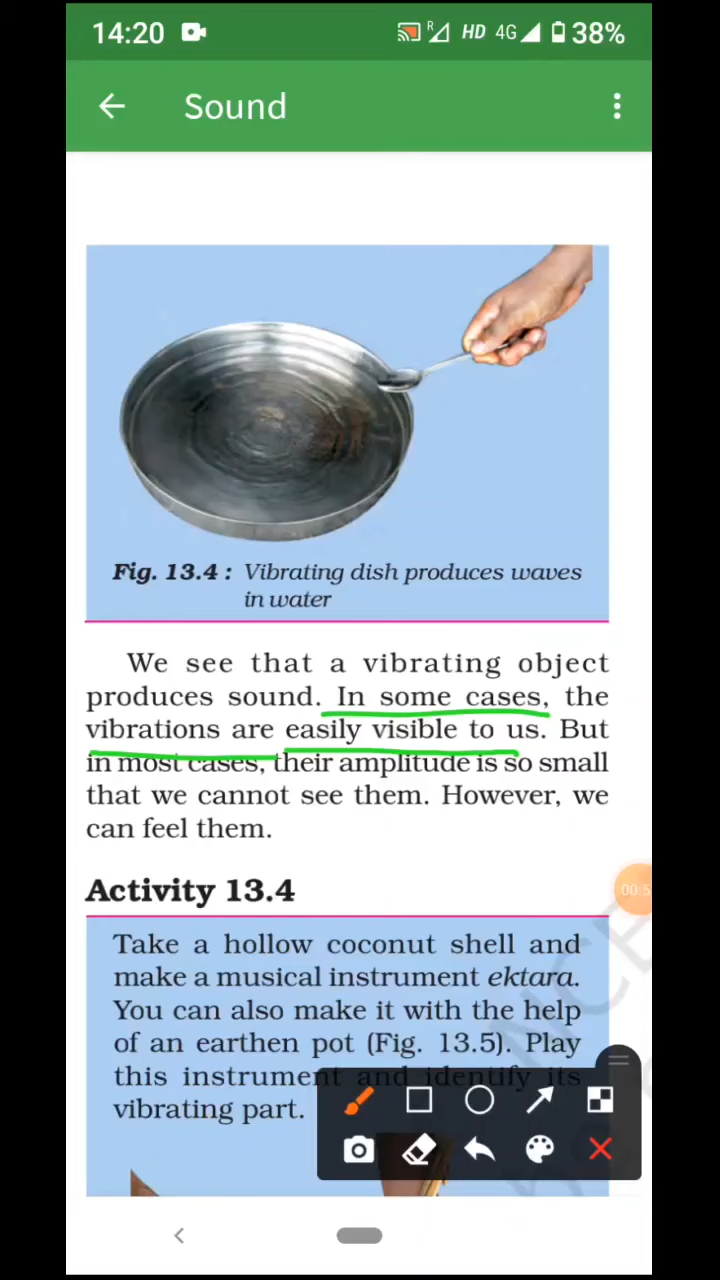 14:20
R
HD 4G 38%
Sound
Fig. 13.4 : Vibrating dish produces waves
in water
We see that a vibrating object
produces sound. In some cases, the
vibrations are easily visible to us. But
in most cases, their amplitude is so small
that we cannot see them. However, we
can feel them.
Activity 13.4
Take a hollow coconut shell and
make a musical instrument ektara.
You can also make it with the help
of an earthen pot (Fig. 13.5). Play
this instrument and identify its
vibrating part.